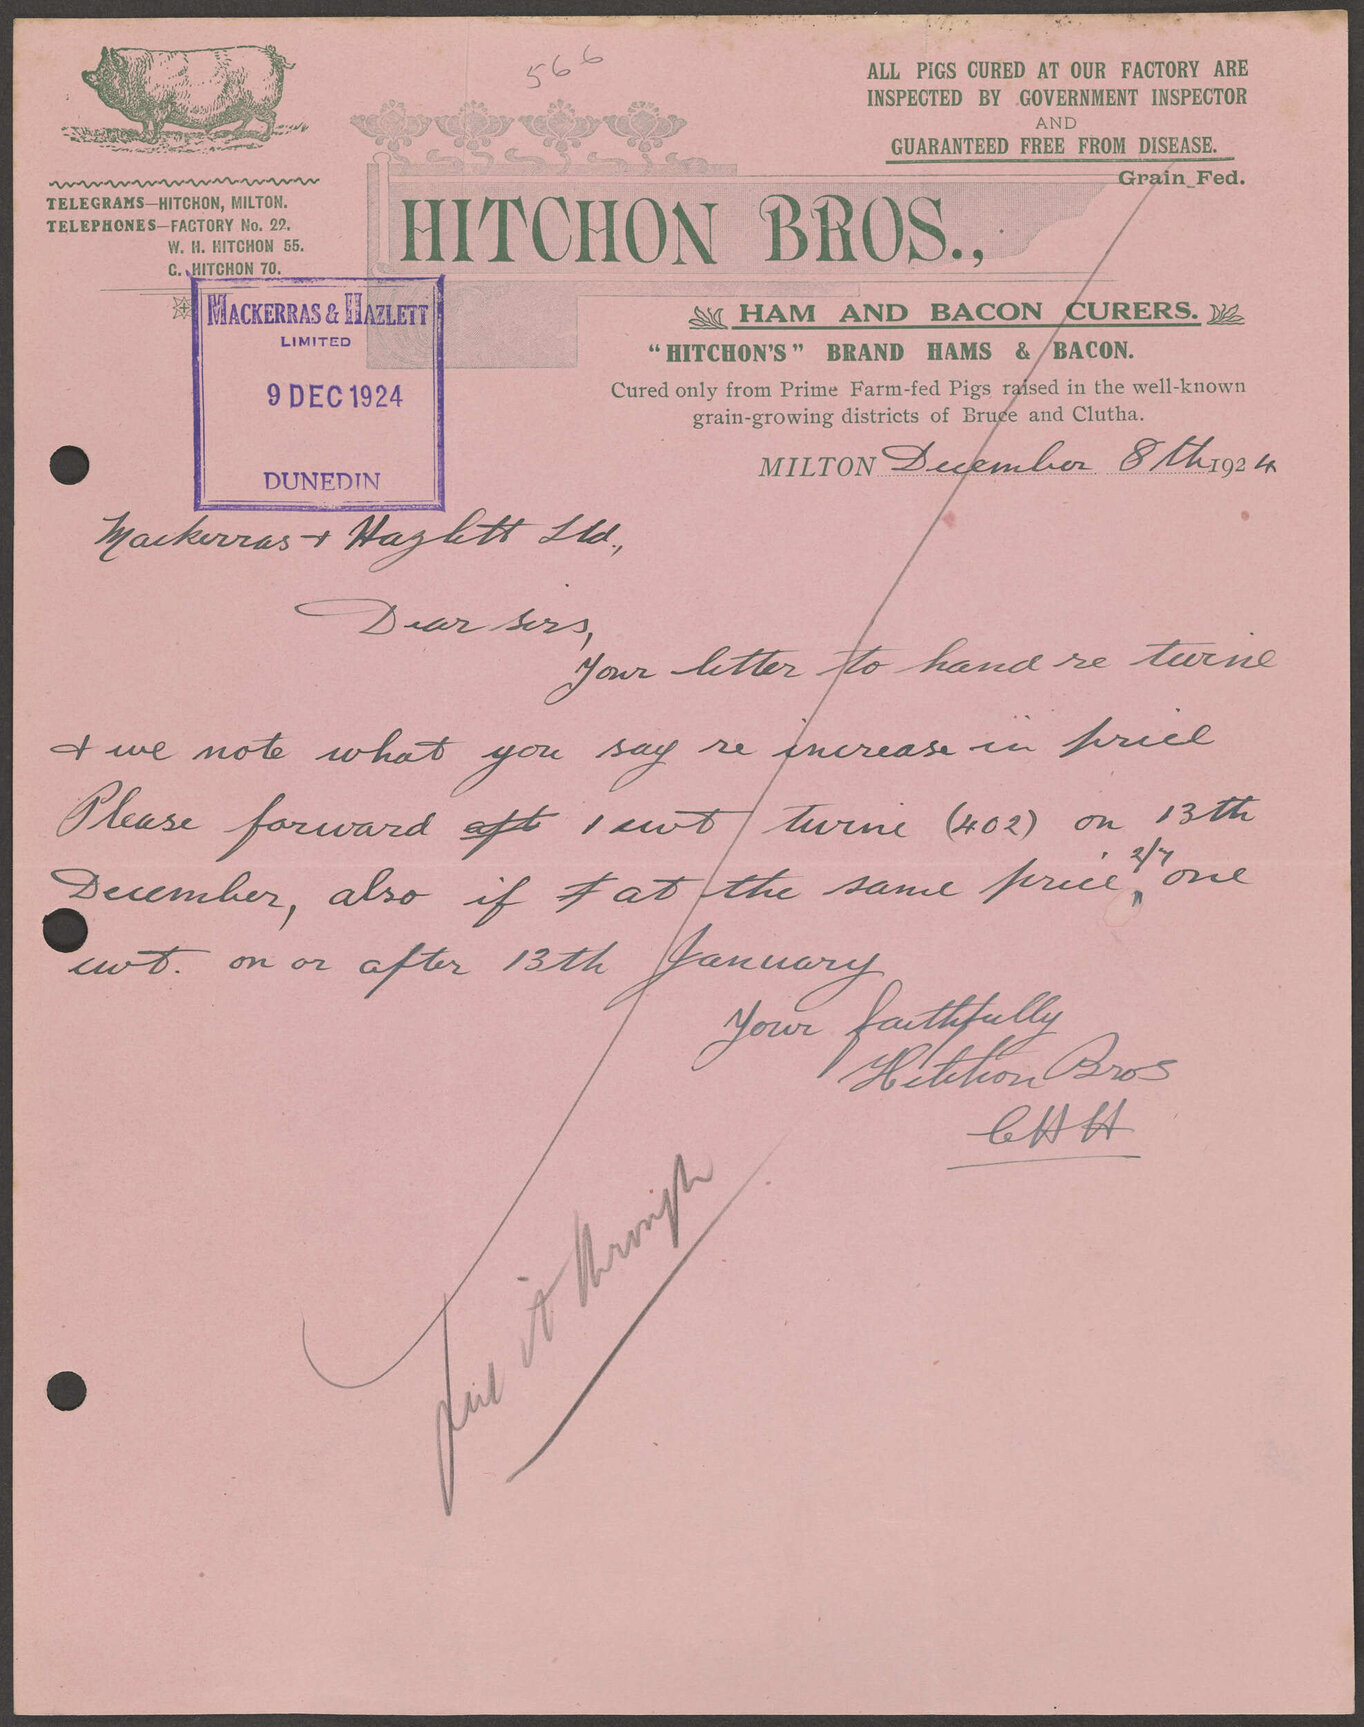 566
ALL PIGS CURED AT OUR FACTORY ARE
INSPECTED BY GOVERNMENT INSPECTOR
AND
GUARANTEED FREE FROM DISEASE.
Grain Fed.
TELEGRAMS—HITCHON, MILTON.
TELEPHONES—FACTORY No. 22.
W. H. HITCHON 55.
C. HITCHON 70.
HITCHON BROS.,
HAM AND BACON CURERS.
"HITCHON'S" BRAND HAMS & BACON.
Cured only from Prime Farm-fed Pigs raised in the well-known
grain-growing districts of Bruce and Clutha.
MACKERRAS & HAZLETT
LIMITED
9 DEC 1924
DUNEDIN
MILTON December 8th 1924
Mackerras + Hazlett Ltd.,
Dear sirs,
Your letter to hand re twine
+ we note what you say re increase in price
Please forward aft 1 cwt twine (402) on 13th
December, also if at the same price 2/7 one
cwt. on or after 13th January
Your faithfully
Hitchon Bros
CHH
put it through